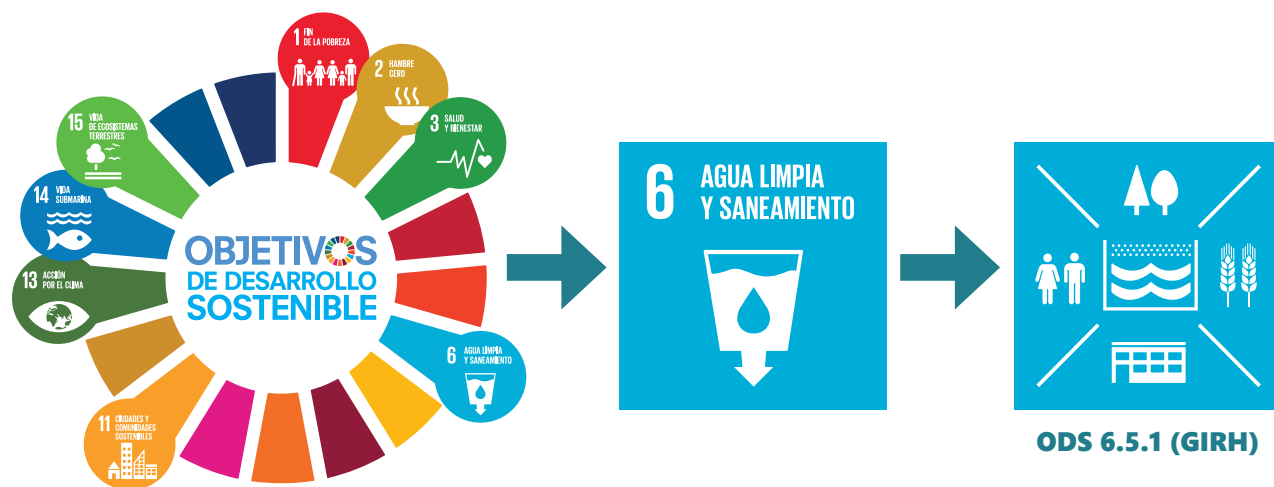 1 FIN
DE LA POBREZA
2 HAMBRE
CERO
3 SALUD
Y BIENESTAR
15 VIDA
DE ECOSISTEMAS
TERRESTRES
14 VIDA
SUBMARINA
13 ACCIÓN
POR EL CLIMA
11 CIUDADES Y
COMUNIDADES
SOSTENIBLES
6 AGUA LIMPIA
Y SANEAMIENTO
OBJETIVOS
DE DESARROLLO
SOSTENIBLE
6 AGUA LIMPIA
Y SANEAMIENTO
ODS 6.5.1 (GIRH)